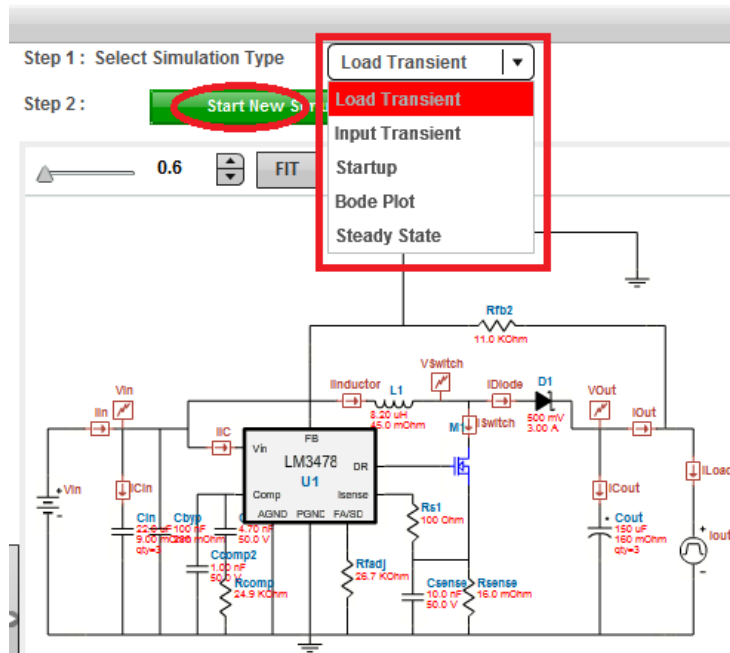 Step 1 : Select Simulation Type
Load Transient
Step 2 :
Start New
Load Transient
Input Transient
Startup
Bode Plot
Steady State
0.6
FIT
Rfb2
11.0 KOhm
VSwitch
IInductor
L1
8.20 uH
45.0 mOhm
IDiode
D1
500 mV
3.00 A
VIn
IIn
VOut
IOut
IIC
M1
ISwitch
Vin
FB
LM3478
U1
DR
Comp
Isense
AGND
PGND
FA/SD
ILoad
+Vin
ICin
ICout
Cin
9.00 mOhm
qty=3
Cbyp
4.70 nF
50.0 V
Ccomp2
1.00 nF
50.0 V
Rcomp
24.9 KOhm
Rs1
100 Ohm
Rfadj
26.7 KOhm
Csense
10.0 nF
50.0 V
Rsense
16.0 mOhm
Cout
150 uF
160 mOhm
qty=3
Iout